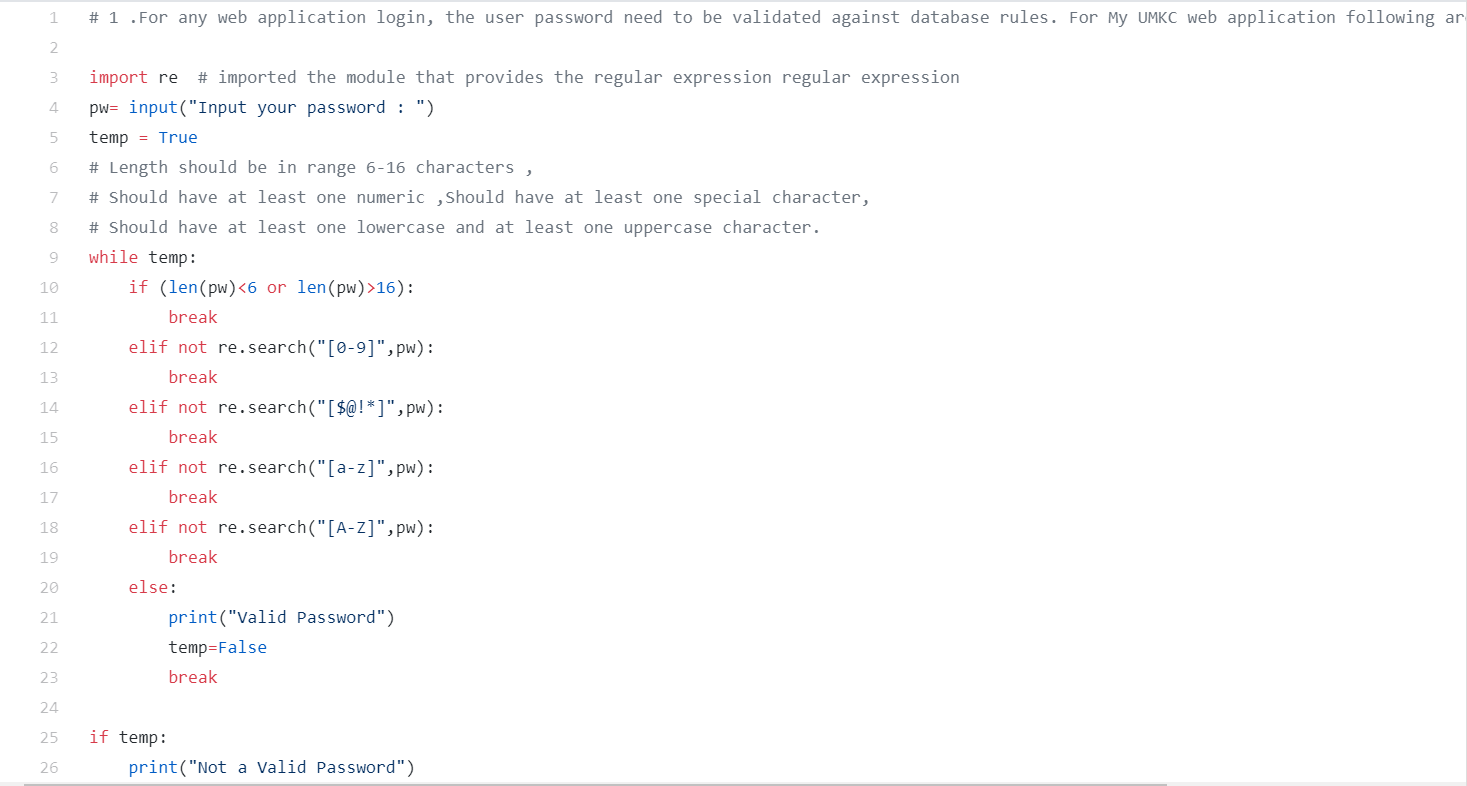 1 # 1 .For any web application login, the user password need to be validated against database rules. For My UMKC web application following
2
3 import re  # imported the module that provides the regular expression regular expression
4 pw= input("Input your password : ")
5 temp = True
6 # Length should be in range 6-16 characters ,
7 # Should have at least one numeric ,Should have at least one special character,
8 # Should have at least one lowercase and at least one uppercase character.
9 while temp:
10     if (len(pw)<6 or len(pw)>16):
11         break
12     elif not re.search("[0-9]",pw):
13         break
14     elif not re.search("[$@!*]",pw):
15         break
16     elif not re.search("[a-z]",pw):
17         break
18     elif not re.search("[A-Z]",pw):
19         break
20     else:
21         print("Valid Password")
22         temp=False
23         break
24
25 if temp:
26     print("Not a Valid Password")